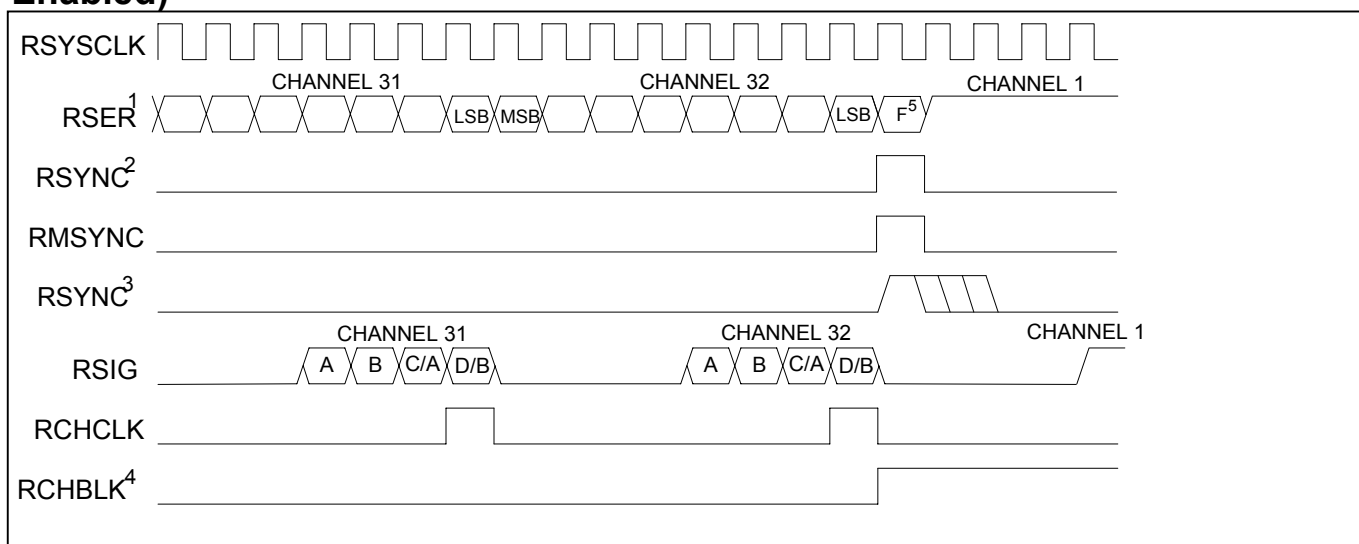 Enabled)
RSYSCLK
CHANNEL 31 CHANNEL 32 CHANNEL 1
RSER1 LSB MSB LSB F5
RSYNC2
RMSYNC
RSYNC3
CHANNEL 31 CHANNEL 32 CHANNEL 1
RSIG A B C/A D/B A B C/A D/B
RCHCLK
RCHBLK4